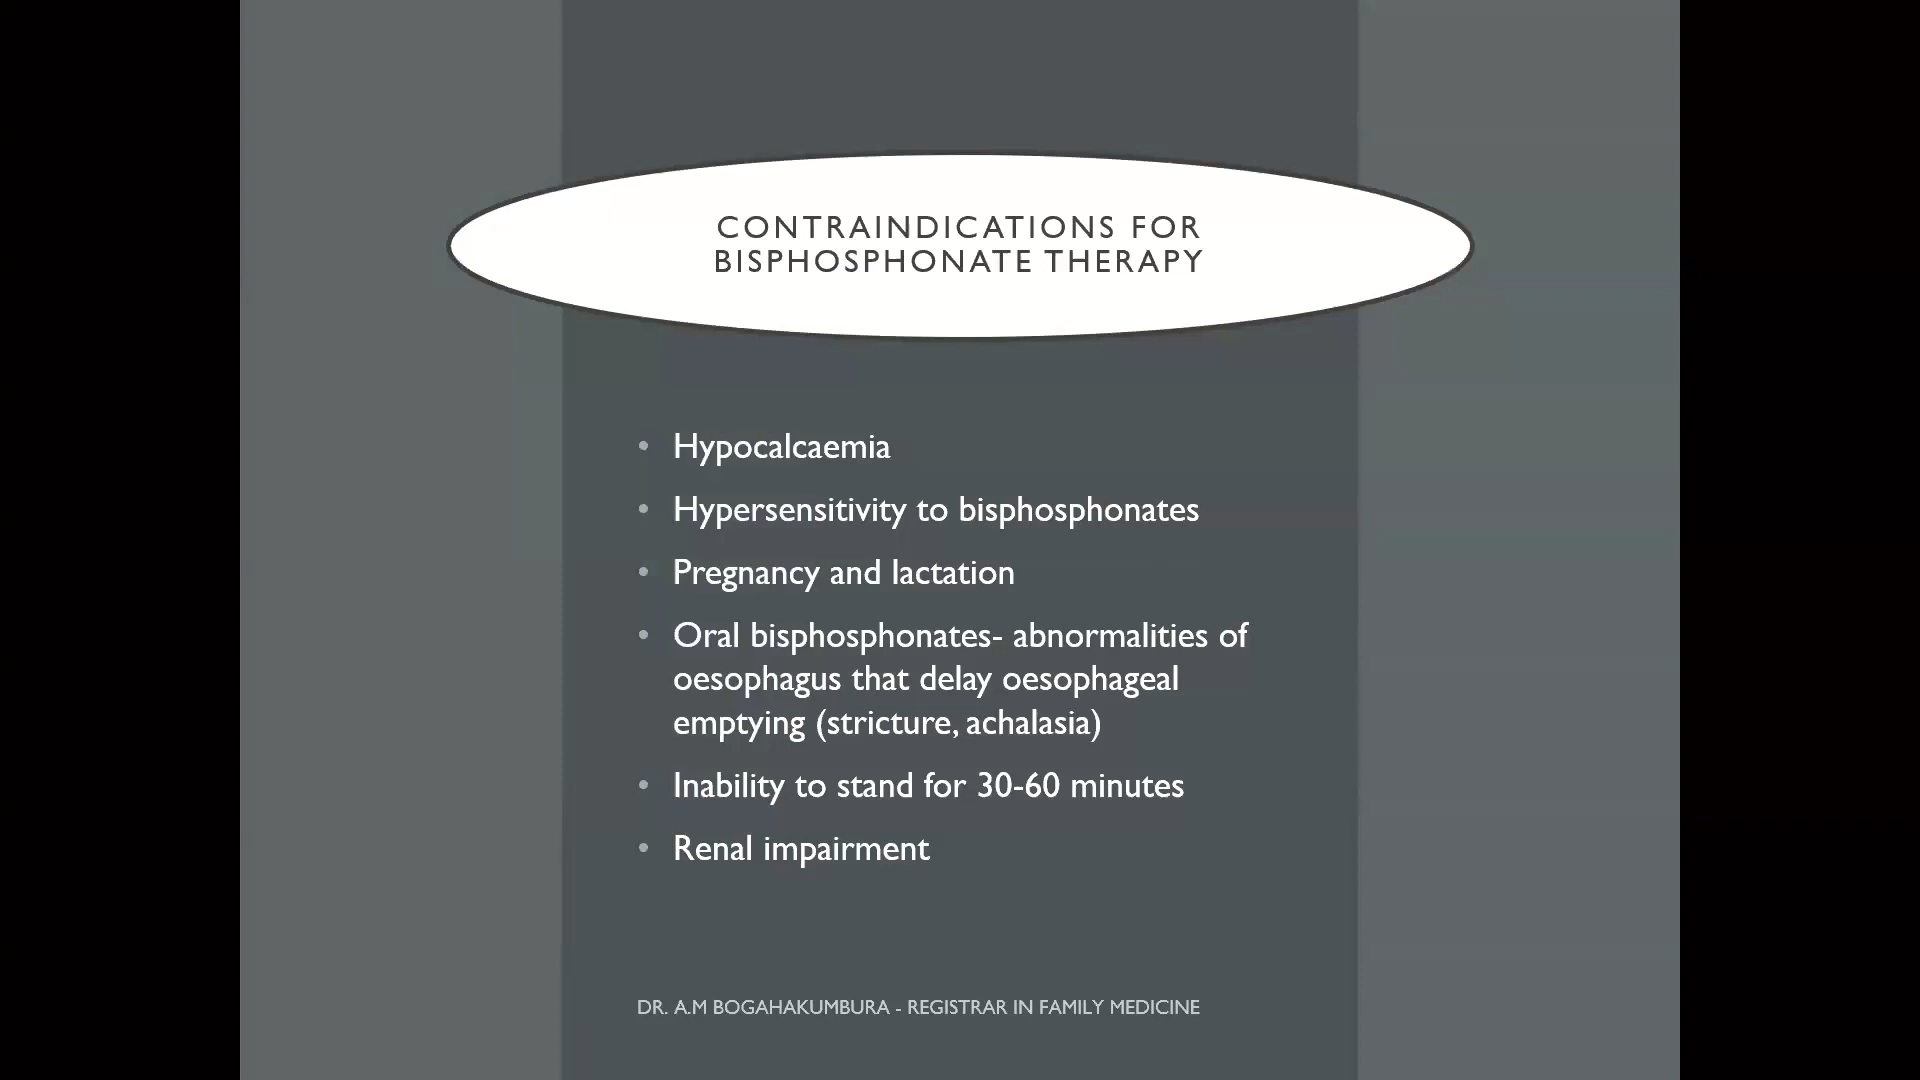 CONTRAINDICATIONS FOR
BISPHOSPHONATE THERAPY
• Hypocalcaemia
• Hypersensitivity to bisphosphonates
• Pregnancy and lactation
• Oral bisphosphonates- abnormalities of
oesophagus that delay oesophageal
emptying (stricture, achalasia)
• Inability to stand for 30-60 minutes
• Renal impairment
DR. A.M BOGAHAKUMBURA - REGISTRAR IN FAMILY MEDICINE